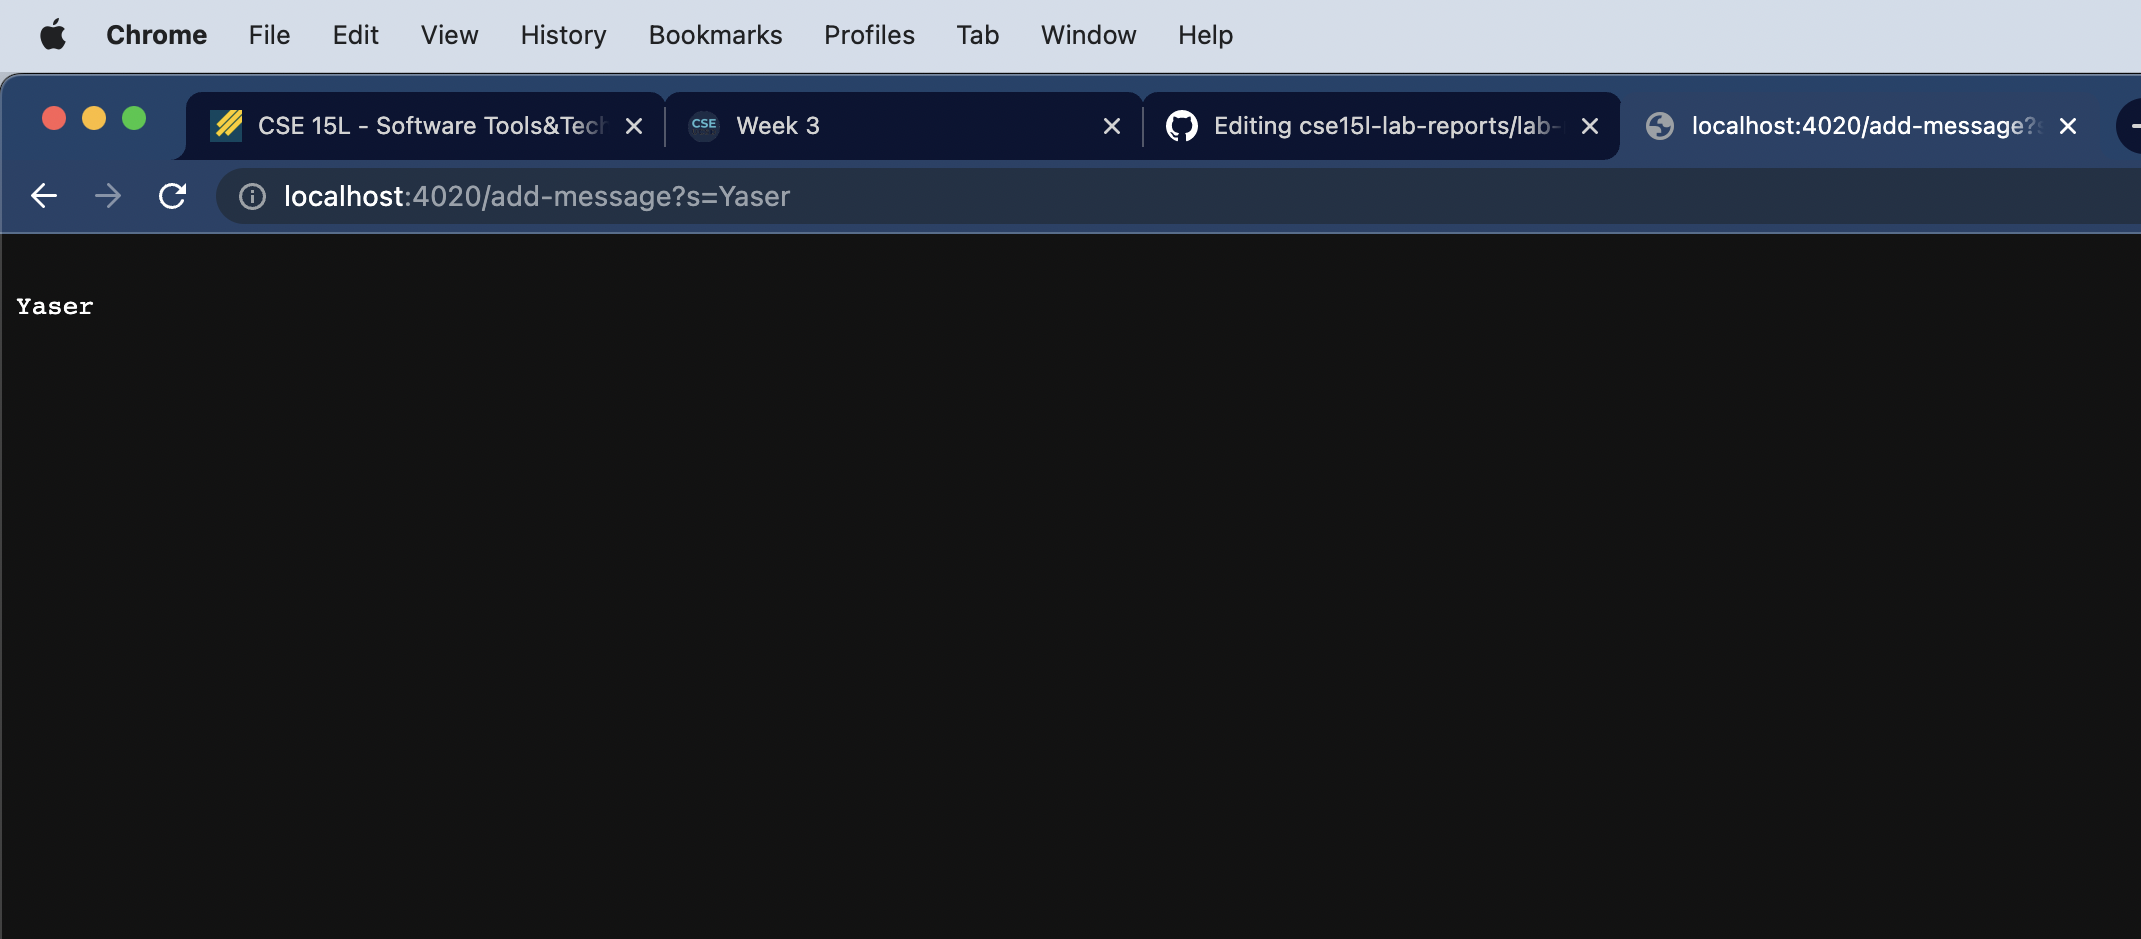 Chrome File Edit View History Bookmarks Profiles Tab Window Help
CSE 15L - Software Tools&Tech
CSE Week 3
Editing cse15l-lab-reports/lab-
localhost:4020/add-message?s
localhost:4020/add-message?s=Yaser
Yaser